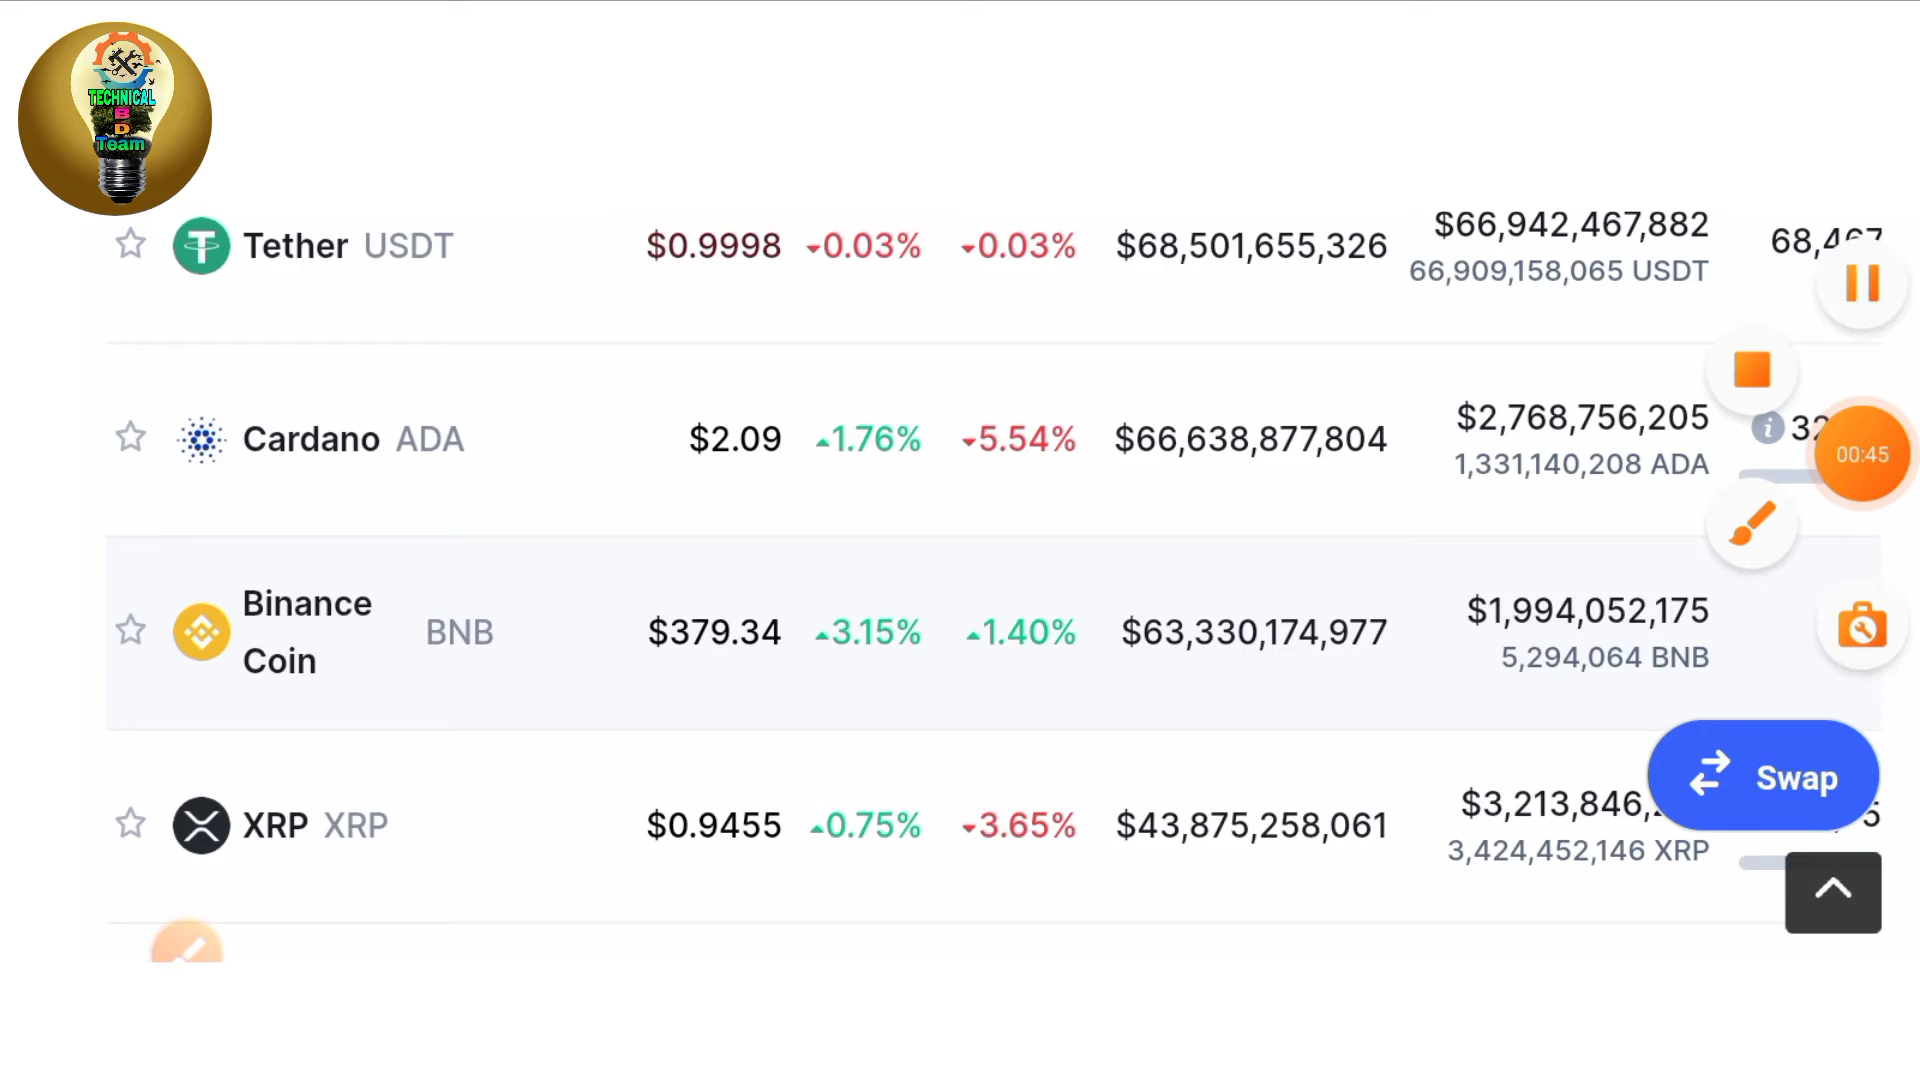 TECHNICAL
B
D
Team
Tether USDT $0.9998 0.03% 0.03% $68,501,655,326 $66,942,467,882
66,909,158,065 USDT
Cardano ADA $2.09 1.76% 5.54% $66,638,877,804 $2,768,756,205
1,331,140,208 ADA
00:45
Binance Coin BNB $379.34 3.15% 1.40% $63,330,174,977 $1,994,052,175
5,294,064 BNB
Swap
XRP XRP $0.9455 0.75% 3.65% $43,875,258,061 $3,213,846,
3,424,452,146 XRP